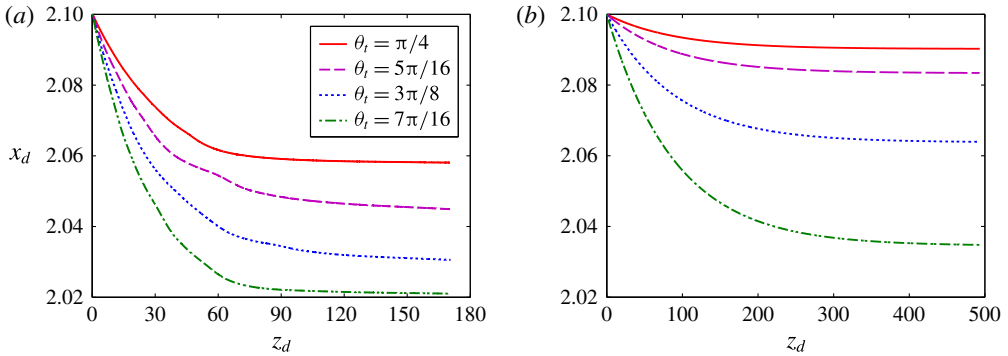 (a)
2.10
2.08
2.06
2.04
2.02
x_d
θ_t = π/4
θ_t = 5π/16
θ_t = 3π/8
θ_t = 7π/16
0 30 60 90 120 150 180
z_d
(b)
2.10
2.08
2.06
2.04
2.02
0 100 200 300 400 500
z_d